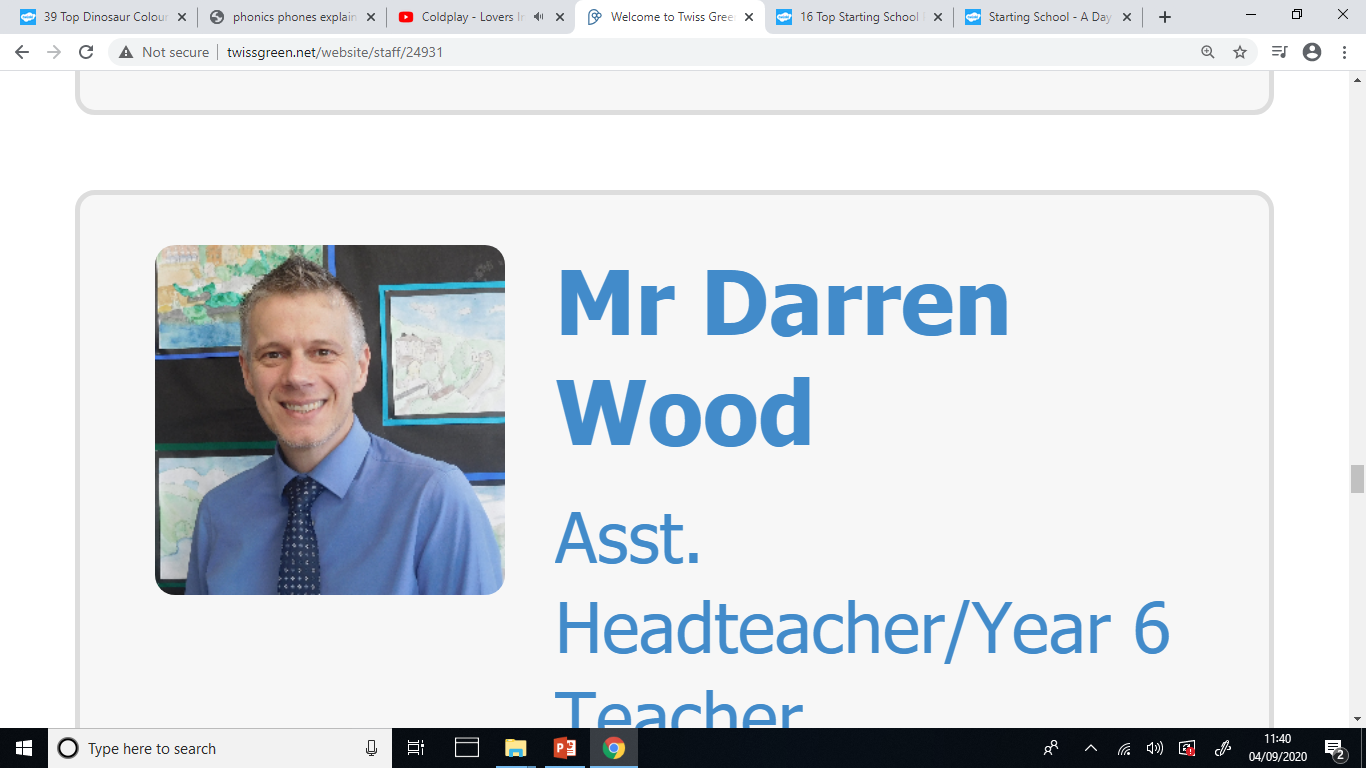 39 Top Dinosaur Colour
phonics phones explain
Coldplay - Lovers In
Welcome to Twiss Gree
16 Top Starting School
Starting School - A Day
Not secure
twissgreen.net/website/staff/24931
Mr Darren
Wood
Asst.
Headteacher/Year 6
Teacher
Type here to search
11:40
04/09/2020
2